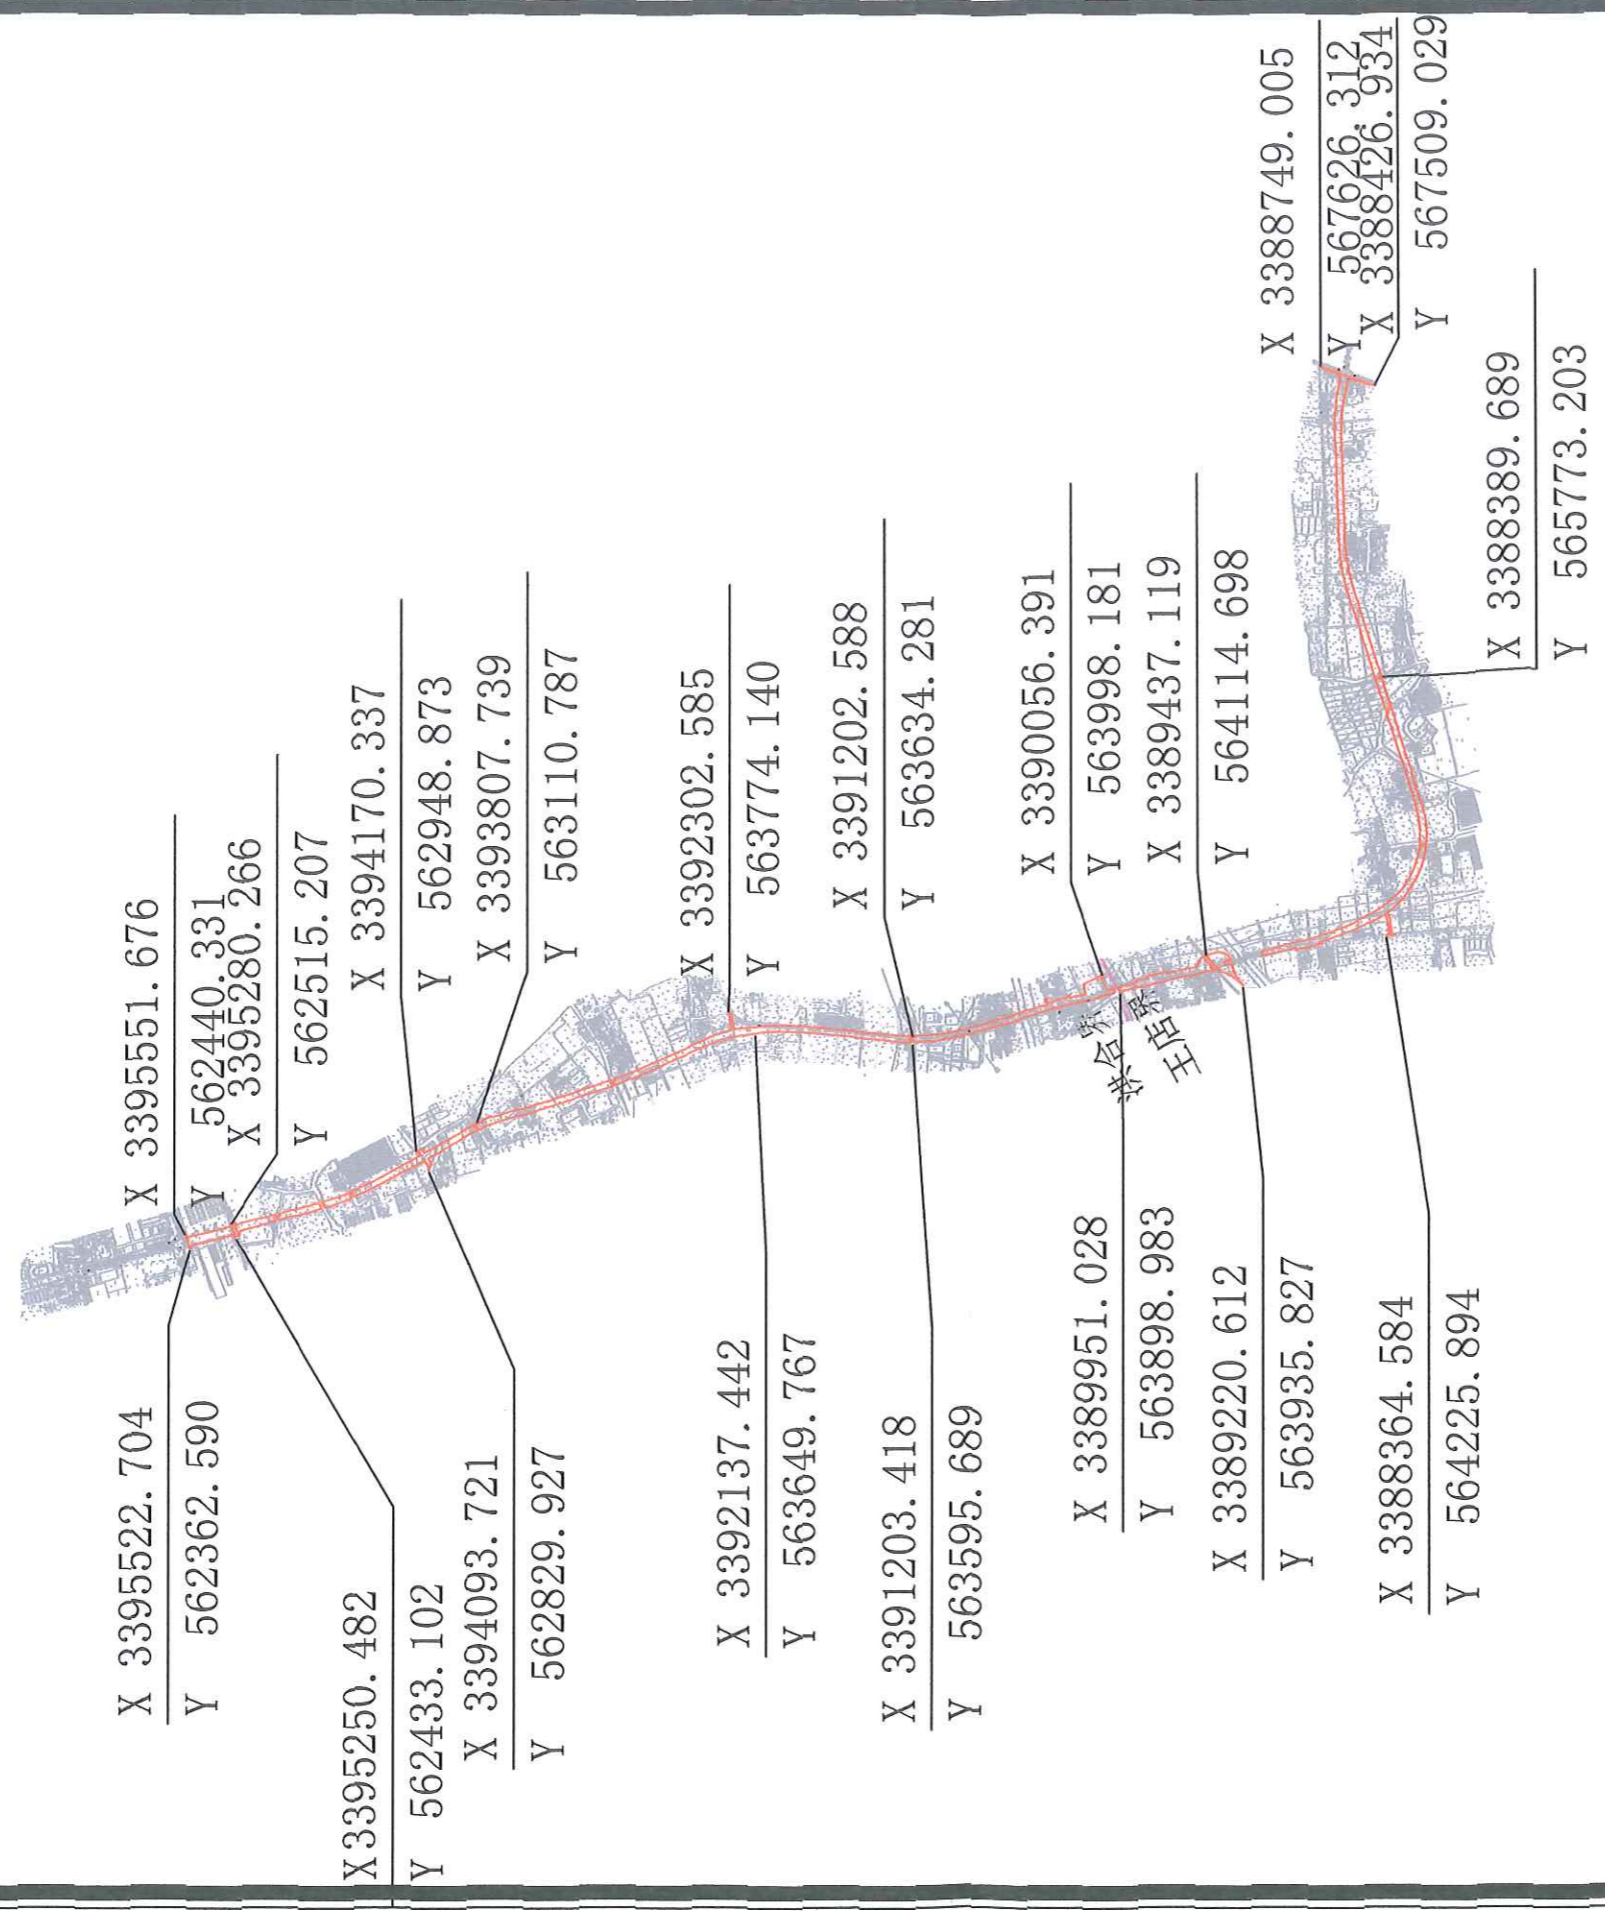 X 3395551.676
Y 562440.331
X 3395280.266
Y 562515.207
X 3394170.337
Y 562948.873
X 3393807.739
Y 563110.787
X 3392302.585
Y 563774.140
X 3391202.588
Y 563634.281
X 3390056.391
Y 563998.181
X 3389437.119
Y 564114.698
X 3388749.005
Y 567626.312
X 3388426.934
Y 567509.029
X 3388389.689
Y 565773.203
X 3395522.704
Y 562362.590
X 3395250.482
Y 562433.102
X 3394093.721
Y 562829.927
X 3392137.442
Y 563649.767
X 3391203.418
Y 563595.689
洪合
王店
X 3389951.028
Y 563898.983
X 3389220.612
Y 563935.827
X 3388364.584
Y 564225.894